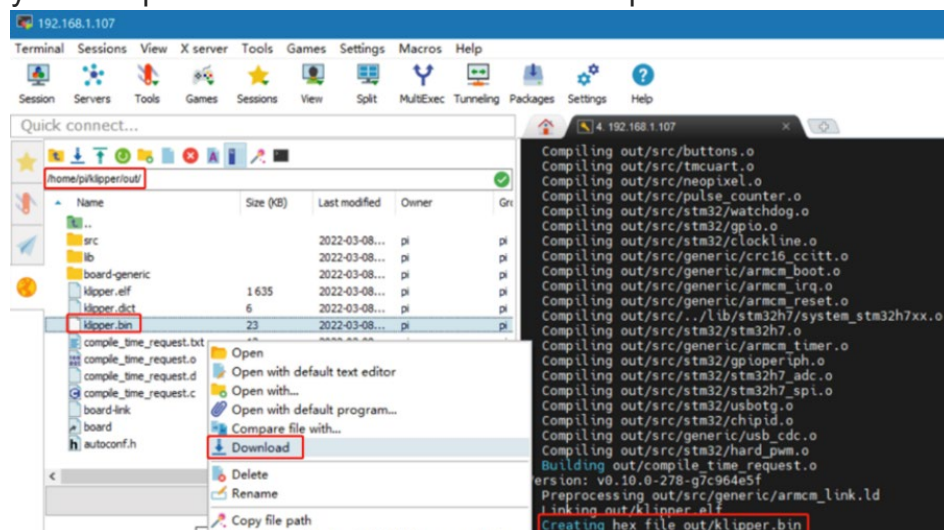 192.168.1.107
Terminal Sessions View X server Tools Games Settings Macros Help
Session Servers Tools Games Sessions View Split MultiExec Tunneling Packages Settings Help
Quick connect...
4. 192.168.1.107
/home/pi/klipper/out/
Name Size (KB) Last modified Owner Gro
..
src 2022-03-08... pi pi
lib 2022-03-08... pi pi
board-generic 2022-03-08... pi pi
klipper.elf 1 635 2022-03-08... pi pi
klipper.dict 6 2022-03-08... pi pi
klipper.bin 23 2022-03-08... pi pi
compile_time_request.txt
compile_time_request.o
compile_time_request.d
compile_time_request.c
board-link
board
autoconf.h
Open
Open with default text editor
Open with...
Open with default program...
Compare file with...
Download
Delete
Rename
Copy file path
Compiling out/src/buttons.o
Compiling out/src/tmcuart.o
Compiling out/src/neopixel.o
Compiling out/src/pulse_counter.o
Compiling out/src/stm32/watchdog.o
Compiling out/src/stm32/gpio.o
Compiling out/src/stm32/clockline.o
Compiling out/src/generic/crc16_ccitt.o
Compiling out/src/generic/armcm_boot.o
Compiling out/src/generic/armcm_irq.o
Compiling out/src/generic/armcm_reset.o
Compiling out/src/../lib/stm32h7/system_stm32h7xx.o
Compiling out/src/stm32/stm32h7.o
Compiling out/src/generic/armcm_timer.o
Compiling out/src/stm32/gpioperiph.o
Compiling out/src/stm32/stm32h7_adc.o
Compiling out/src/stm32/stm32h7_spi.o
Compiling out/src/stm32/usbotg.o
Compiling out/src/stm32/chipid.o
Compiling out/src/generic/usb_cdc.o
Compiling out/src/stm32/hard_pwm.o
Building out/compile_time_request.o
ersion: v0.10.0-278-g7c964e5f
Preprocessing out/src/generic/armcm_link.ld
Linking out/klipper.elf
Creating hex file out/klipper.bin